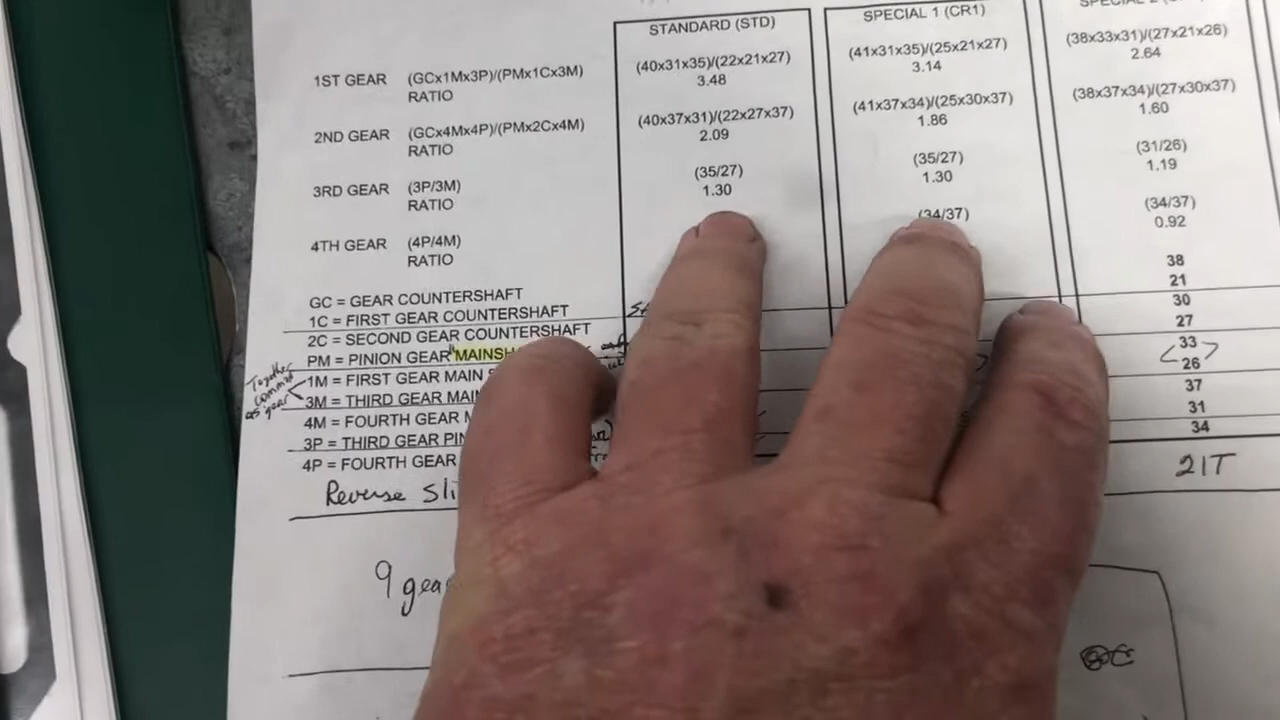 STANDARD (STD) SPECIAL 1 (CR1) SPECIAL
1ST GEAR (GCx1Mx3P)/(PMx1Cx3M) (40x31x35)/(22x21x27) (41x31x35)/(25x21x27) (38x33x31)/(27x21x26)
RATIO 3.48 3.14 2.64
2ND GEAR (GCx4Mx4P)/(PMx2Cx4M) (40x37x31)/(22x27x37) (41x37x34)/(25x30x37) (38x37x34)/(27x30x37)
RATIO 2.09 1.86 1.60
3RD GEAR (3P/3M) (35/27) (35/27) (31/26)
RATIO 1.30 1.30 1.19
4TH GEAR (4P/4M) (34/37) (34/37)
RATIO 0.92
GC = GEAR COUNTERSHAFT 38
1C = FIRST GEAR COUNTERSHAFT 21
2C = SECOND GEAR COUNTERSHAFT 30
PM = PINION GEAR MAINSH 27
Together
common
as gear
1M = FIRST GEAR MAIN 33
3M = THIRD GEAR MAIN 26
4M = FOURTH GEAR M 37
3P = THIRD GEAR PIN 31
4P = FOURTH GEAR 34
Reverse Sli 21T
9 gea